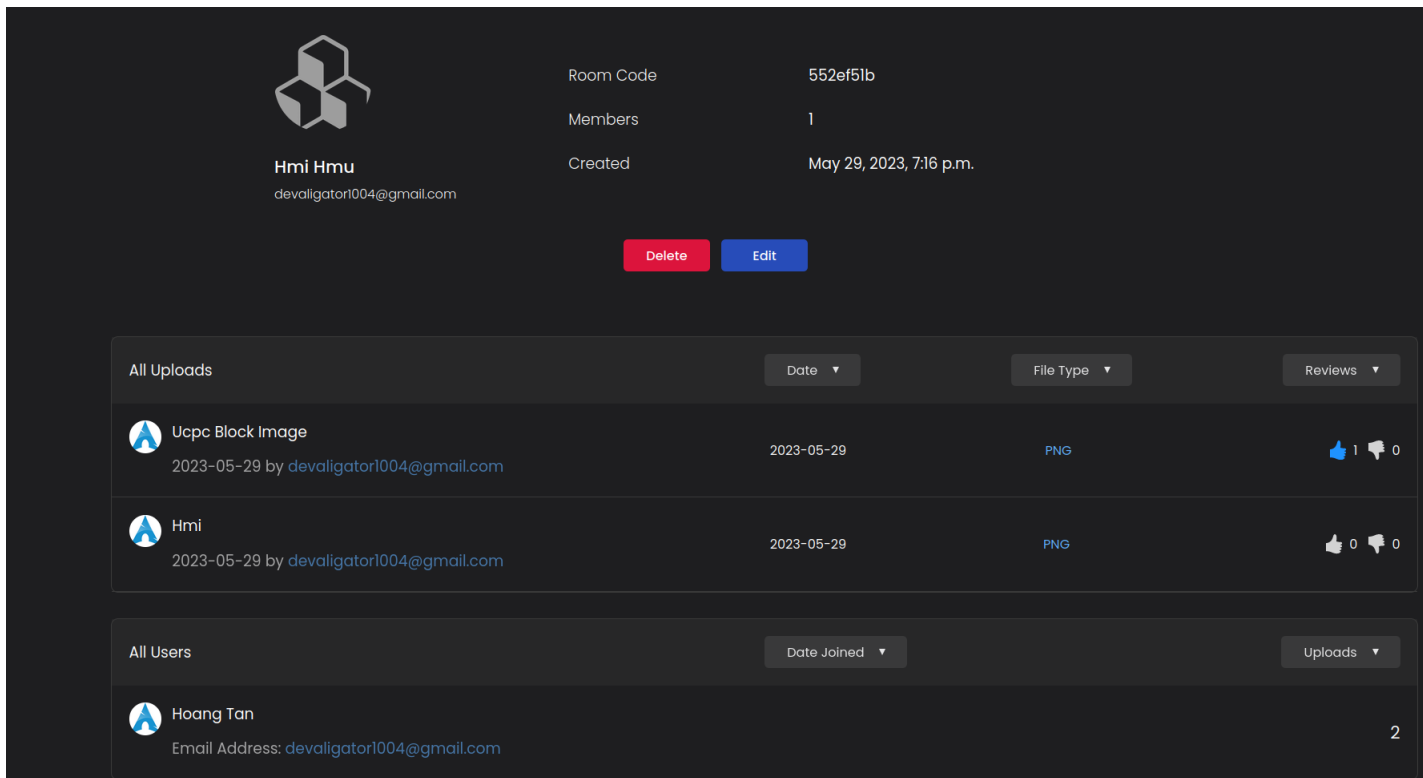 Room Code 552ef51b
Members 1
Created May 29, 2023, 7:16 p.m.
Hmi Hmu
devaligator1004@gmail.com
Delete Edit
All Uploads Date File Type Reviews
Ucpc Block Image
2023-05-29 by devaligator1004@gmail.com 2023-05-29 PNG 1 0
Hmi
2023-05-29 by devaligator1004@gmail.com 2023-05-29 PNG 0 0
All Users Date Joined Uploads
Hoang Tan
Email Address: devaligator1004@gmail.com 2